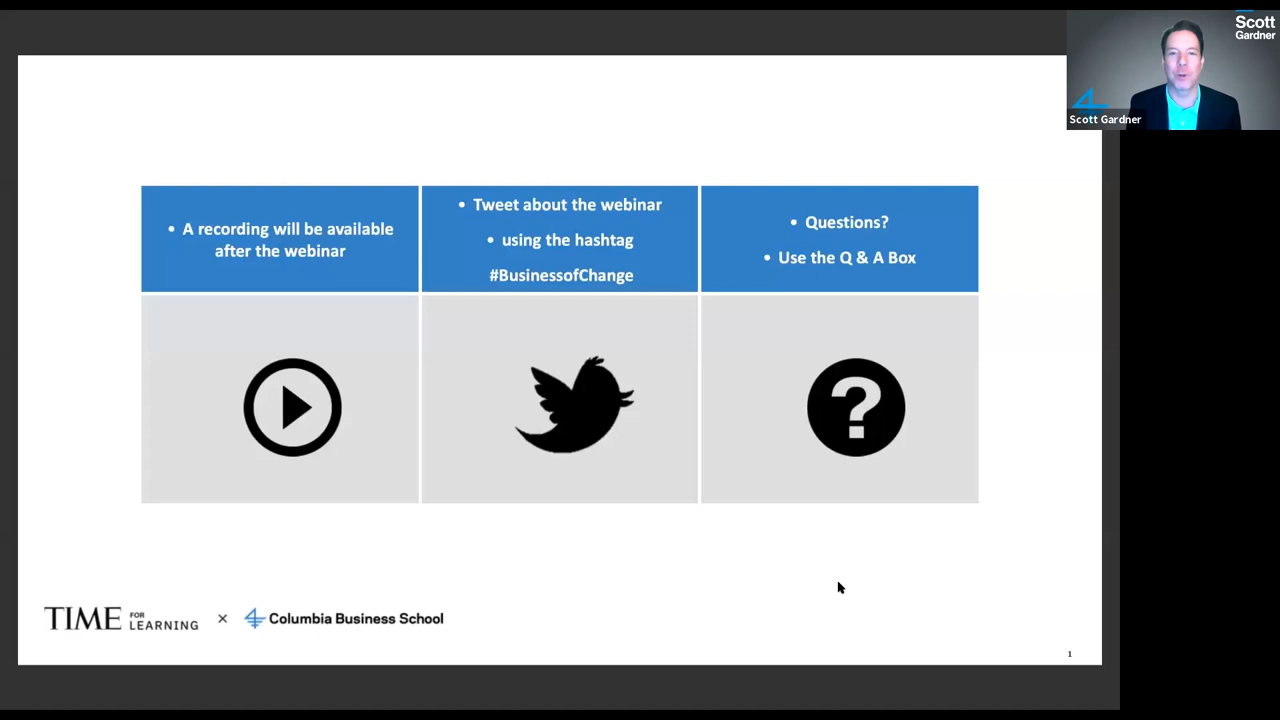 Scott
Gardner
Scott Gardner
• A recording will be available
after the webinar
• Tweet about the webinar
• using the hashtag
#BusinessofChange
• Questions?
• Use the Q & A Box
TIME FOR LEARNING × Columbia Business School
1